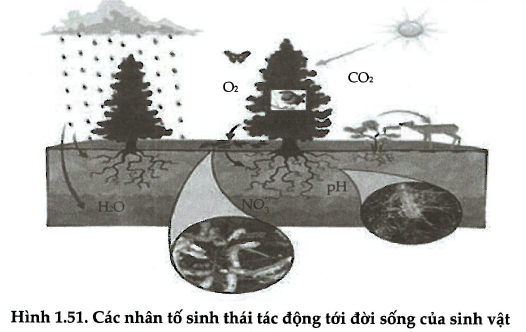 O₂
CO₂
H₂O
NO₃
pH
Hình 1.51. Các nhân tố sinh thái tác động tới đời sống của sinh vật